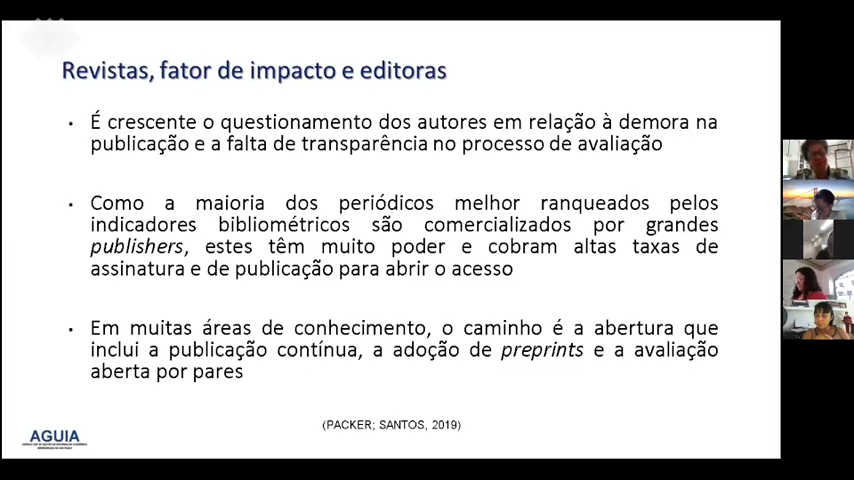 Revistas, fator de impacto e editoras
• É crescente o questionamento dos autores em relação à demora na
publicação e a falta de transparência no processo de avaliação
• Como a maioria dos periódicos melhor ranqueados pelos
indicadores bibliométricos são comercializados por grandes
publishers, estes têm muito poder e cobram altas taxas de
assinatura e de publicação para abrir o acesso
• Em muitas áreas de conhecimento, o caminho é a abertura que
inclui a publicação contínua, a adoção de preprints e a avaliação
aberta por pares
(PACKER; SANTOS, 2019)
AGUIA